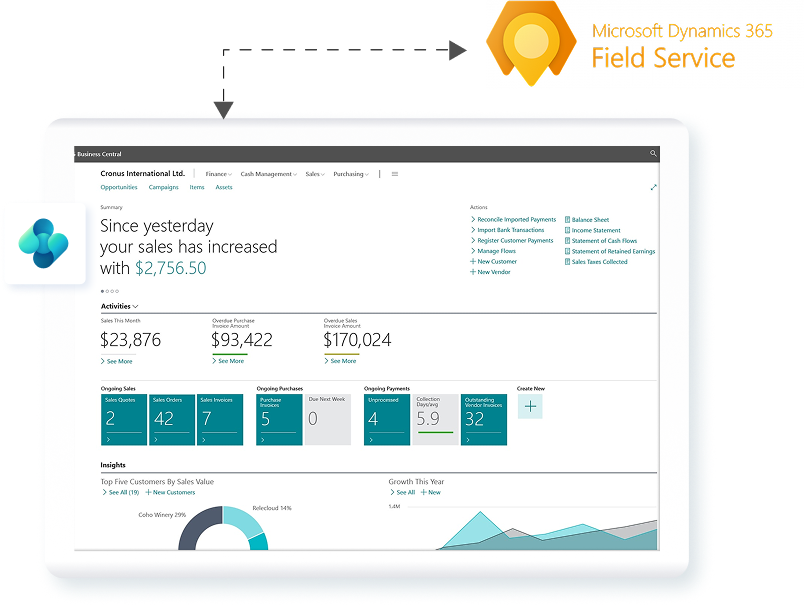 Microsoft Dynamics 365
Field Service
Business Central
Cronus International Ltd.
Finance
Cash Management
Sales
Purchasing
Opportunities
Campaigns
Items
Assets
Summary
Since yesterday
your sales has increased
with $2,756.50
Actions
Reconcile Imported Payments
Import Bank Transactions
Register Customer Payments
Manage Flows
+ New Customer
+ New Vendor
Balance Sheet
Income Statement
Statement of Cash Flows
Statement of Retained Earnings
Sales Taxes Collected
Activities
Sales This Month
$23,876
> See More
Overdue Purchase
Invoice Amount
$93,422
> See More
Overdue Sales
Invoice Amount
$170,024
> See More
Ongoing Sales
Sales Quotes
2
Sales Orders
42
Sales Invoices
7
Ongoing Purchases
Purchase
Invoices
5
Due Next Week
0
Ongoing Payments
Unprocessed
4
Collection
Days/avg
5.9
Outstanding
Vendor Invoices
32
Create New
+
Insights
Top Five Customers By Sales Value
> See All (19) + New Customers
Coho Winery 29%
Relecloud 14%
Growth This Year
> See All + New
1.4M